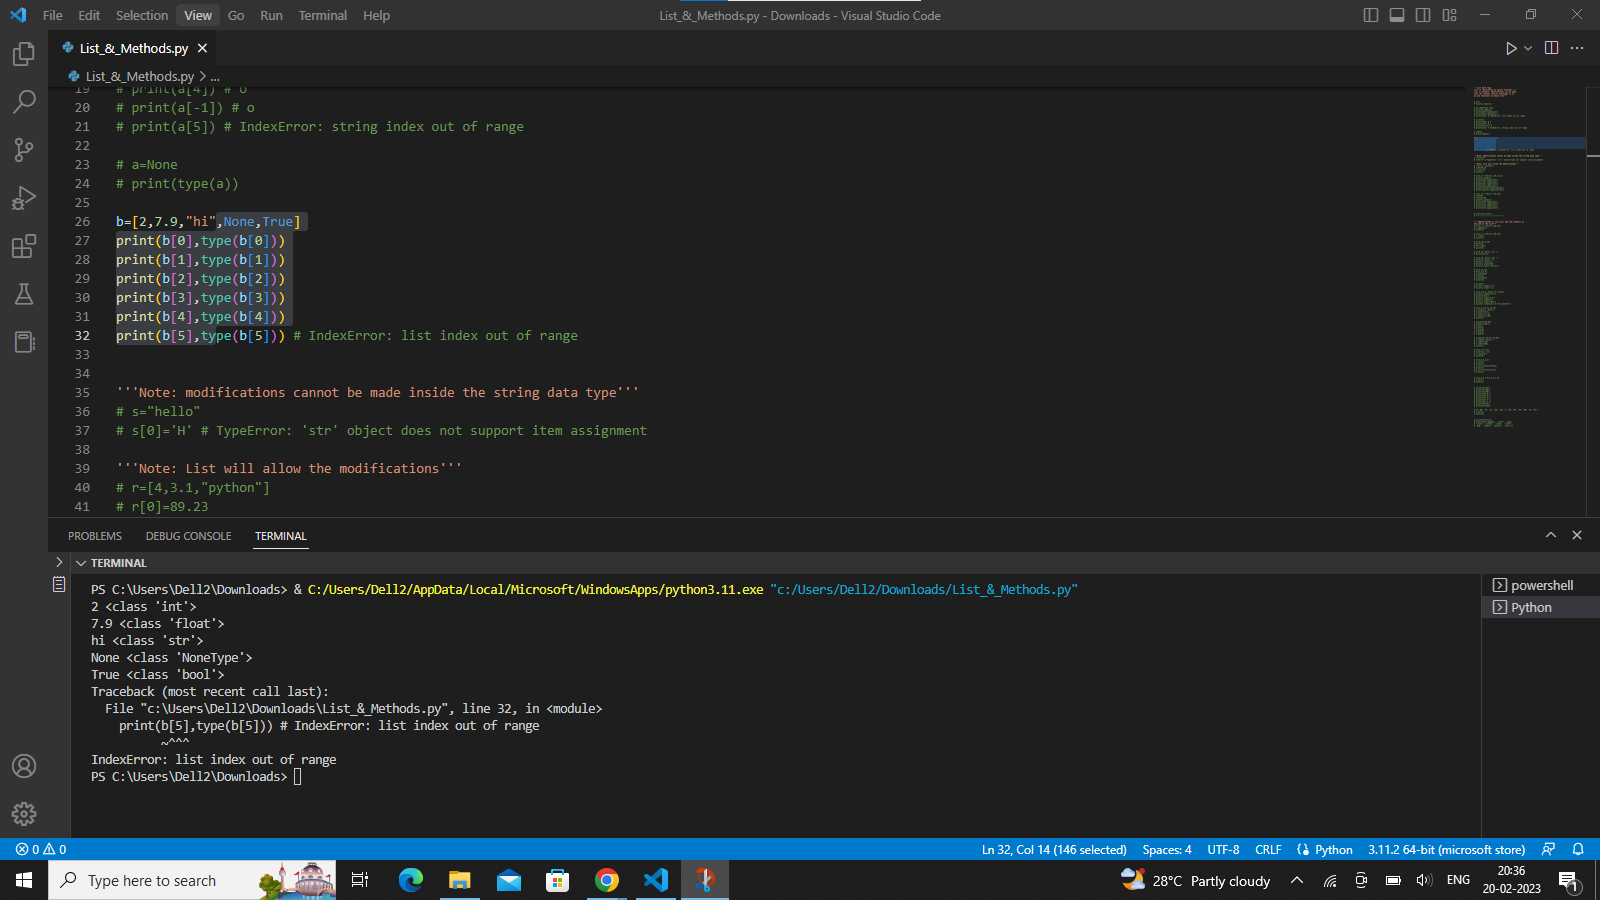 File Edit Selection View Go Run Terminal Help
List_&_Methods.py - Downloads - Visual Studio Code
List_&_Methods.py
List_&_Methods.py > ...
19 # print(a[4]) # o
20 # print(a[-1]) # o
21 # print(a[5]) # IndexError: string index out of range
22
23 # a=None
24 # print(type(a))
25
26 b=[2,7.9,"hi",None,True]
27 print(b[0],type(b[0]))
28 print(b[1],type(b[1]))
29 print(b[2],type(b[2]))
30 print(b[3],type(b[3]))
31 print(b[4],type(b[4]))
32 print(b[5],type(b[5])) # IndexError: list index out of range
33
34
35 '''Note: modifications cannot be made inside the string data type'''
36 # s="hello"
37 # s[0]='H' # TypeError: 'str' object does not support item assignment
38
39 '''Note: List will allow the modifications'''
40 # r=[4,3.1,"python"]
41 # r[0]=89.23
PROBLEMS DEBUG CONSOLE TERMINAL
TERMINAL
PS C:\Users\Dell2\Downloads> & C:/Users/Dell2/AppData/Local/Microsoft/WindowsApps/python3.11.exe "c:/Users/Dell2/Downloads/List_&_Methods.py"
2 <class 'int'>
7.9 <class 'float'>
hi <class 'str'>
None <class 'NoneType'>
True <class 'bool'>
Traceback (most recent call last):
  File "c:\Users\Dell2\Downloads\List_&_Methods.py", line 32, in <module>
    print(b[5],type(b[5])) # IndexError: list index out of range
          ~^^^
IndexError: list index out of range
PS C:\Users\Dell2\Downloads>
powershell
Python
0 0 Ln 32, Col 14 (146 selected) Spaces: 4 UTF-8 CRLF Python 3.11.2 64-bit (microsoft store)
Type here to search
28°C Partly cloudy
ENG
20:36
20-02-2023
1